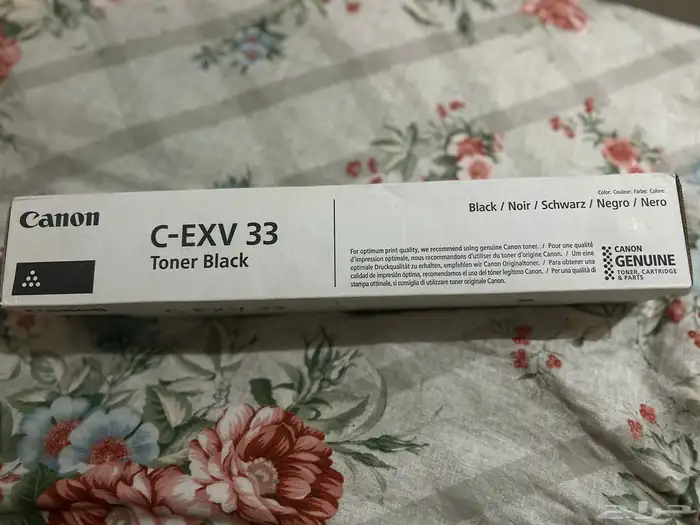 Canon
C-EXV 33
Toner Black
Color: Couleur: Farbe: Colore:
Black / Noir / Schwarz / Negro / Nero
For optimum print quality, we recommend using genuine Canon toner. / Pour une qualité
d'impression optimale, nous recommandons d'utiliser du toner d'origine Canon. / Um eine
optimale Druckqualität zu erhalten, empfehlen wir Canon Originaltoner. / Para obtener una
calidad de impresión óptima, recomendamos el uso del tóner legítimo Canon. / Per una qualità di
stampa ottimale, si consiglia di utilizzare toner originale Canon.
CANON
GENUINE
TONER, CARTRIDGE
& PARTS
Canon
C-EXV 33
حراج